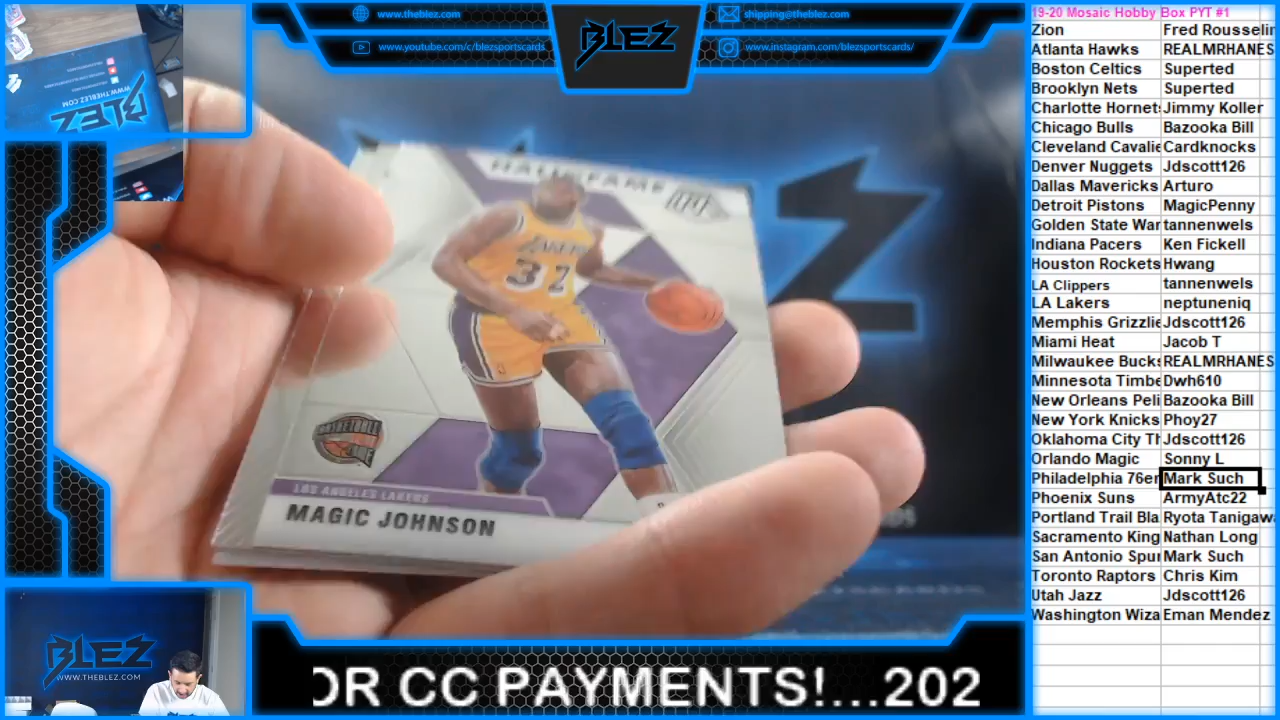 www.theblez.com
www.youtube.com/c/blezsportscards
BLEZ
shipping@theblez.com
www.instagram.com/blezsportscards/
WWW.THEBLEZ.COM
BLEZ
HALL OF FAME
LAKERS
32
BASKETBALL
LOS ANGELES LAKERS
MAGIC JOHNSON
BLEZ
WWW.THEBLEZ.COM
OR CC PAYMENTS!...202
19-20 Mosaic Hobby Box PYT #1
Zion Fred Rousselin
Atlanta Hawks REALMRHANES
Boston Celtics Superted
Brooklyn Nets Superted
Charlotte Hornets Jimmy Koller
Chicago Bulls Bazooka Bill
Cleveland Cavalie Cardknocks
Denver Nuggets Jdscott126
Dallas Mavericks Arturo
Detroit Pistons MagicPenny
Golden State War tannenwels
Indiana Pacers Ken Fickell
Houston Rockets Hwang
LA Clippers tannenwels
LA Lakers neptuneniq
Memphis Grizzlie Jdscott126
Miami Heat Jacob T
Milwaukee Bucks REALMRHANES
Minnesota Timbe Dwh610
New Orleans Peli Bazooka Bill
New York Knicks Phoy27
Oklahoma City Th Jdscott126
Orlando Magic Sonny L
Philadelphia 76er Mark Such
Phoenix Suns ArmyAtc22
Portland Trail Bla Ryota Tanigaw
Sacramento King Nathan Long
San Antonio Spur Mark Such
Toronto Raptors Chris Kim
Utah Jazz Jdscott126
Washington Wiza Eman Mendez